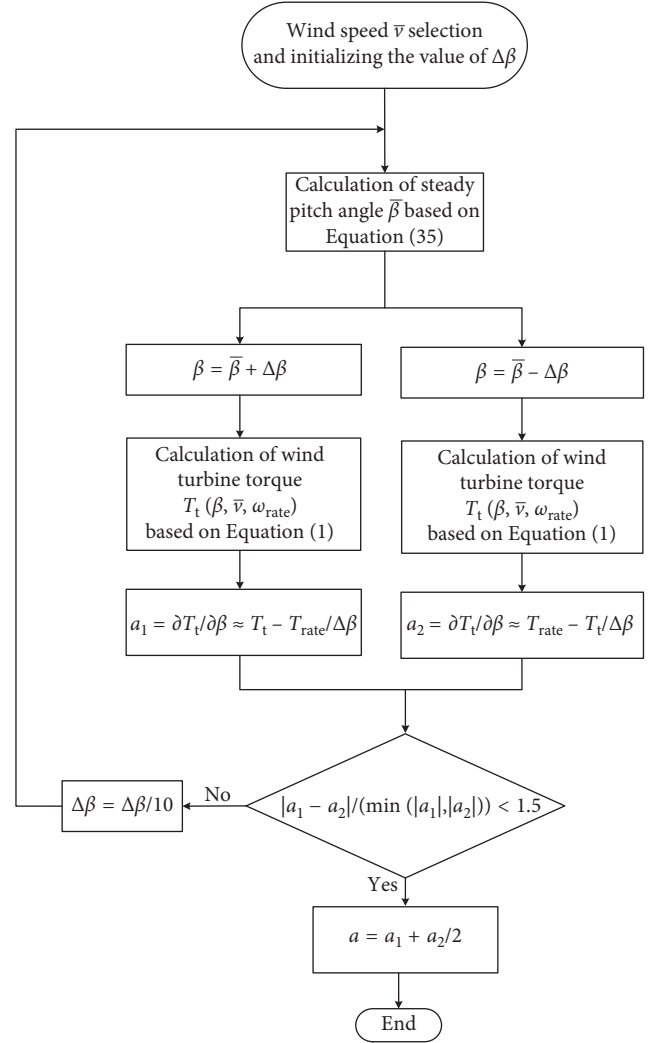 Wind speed v̅ selection
and initializing the value of Δβ
Calculation of steady
pitch angle β̅ based on
Equation (35)
β = β̅ + Δβ
β = β̅ – Δβ
Calculation of wind
turbine torque
Tt (β, v̅, ωrate)
based on Equation (1)
Calculation of wind
turbine torque
Tt (β, v̅, ωrate)
based on Equation (1)
a1 = ∂Tt/∂β ≈ Tt – Trate/Δβ
a2 = ∂Tt/∂β ≈ Trate – Tt/Δβ
|a1 – a2|/(min (|a1|,|a2|)) < 1.5
No
Δβ = Δβ/10
Yes
a = a1 + a2/2
End